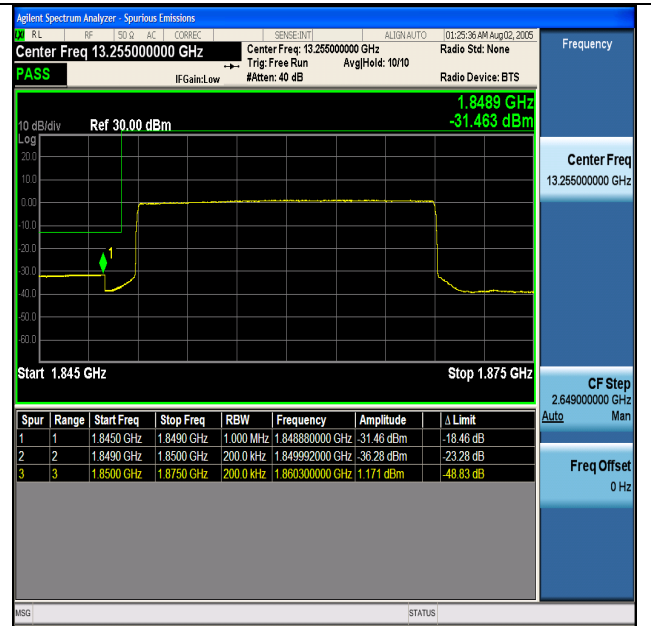 Agilent Spectrum Analyzer - Spurious Emissions
LXI RL RF 50 Ω AC CORREC SENSE:INT ALIGN AUTO 01:25:36 AM Aug 02, 2005
Center Freq 13.255000000 GHz
Center Freq: 13.255000000 GHz
Radio Std: None
Trig: Free Run
Avg|Hold: 10/10
PASS
IFGain:Low
#Atten: 40 dB
Radio Device: BTS
1.8489 GHz
-31.463 dBm
10 dB/div
Ref 30.00 dBm
Log
20.0
10.0
0.00
-10.0
-20.0
-30.0
-40.0
-50.0
-60.0
1
Start 1.845 GHz
Stop 1.875 GHz
Spur Range Start Freq Stop Freq RBW Frequency Amplitude Δ Limit
1 1 1.8450 GHz 1.8490 GHz 1.000 MHz 1.848880000 GHz -31.46 dBm -18.46 dB
2 2 1.8490 GHz 1.8500 GHz 200.0 kHz 1.849992000 GHz -36.28 dBm -23.28 dB
3 3 1.8500 GHz 1.8750 GHz 200.0 kHz 1.860300000 GHz 1.171 dBm -48.83 dB
Frequency
Center Freq
13.255000000 GHz
CF Step
2.649000000 GHz
Auto Man
Freq Offset
0 Hz
MSG
STATUS